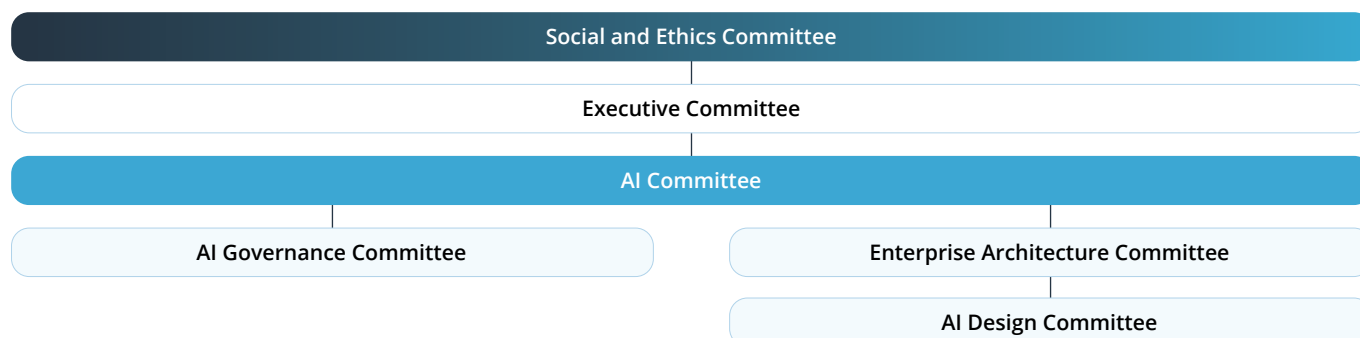 Social and Ethics Committee
Executive Committee
AI Committee
AI Governance Committee
Enterprise Architecture Committee
AI Design Committee